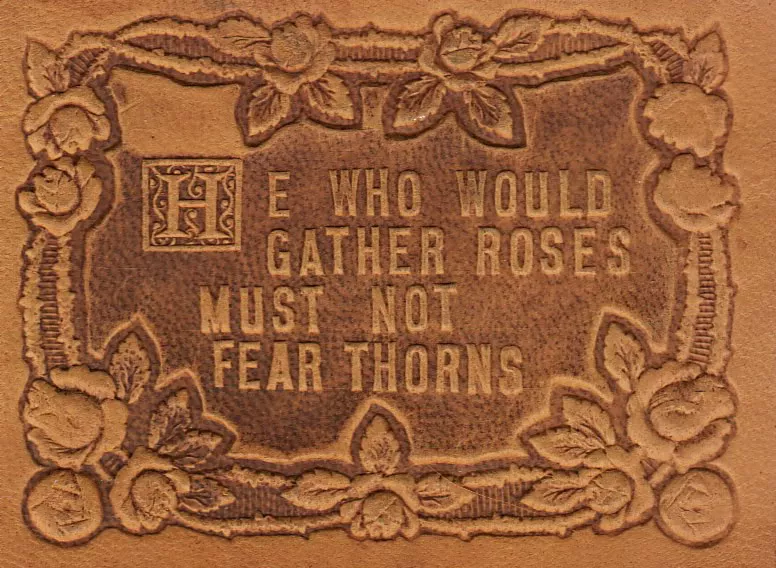 HE WHO WOULD
GATHER ROSES
MUST NOT
FEAR THORNS